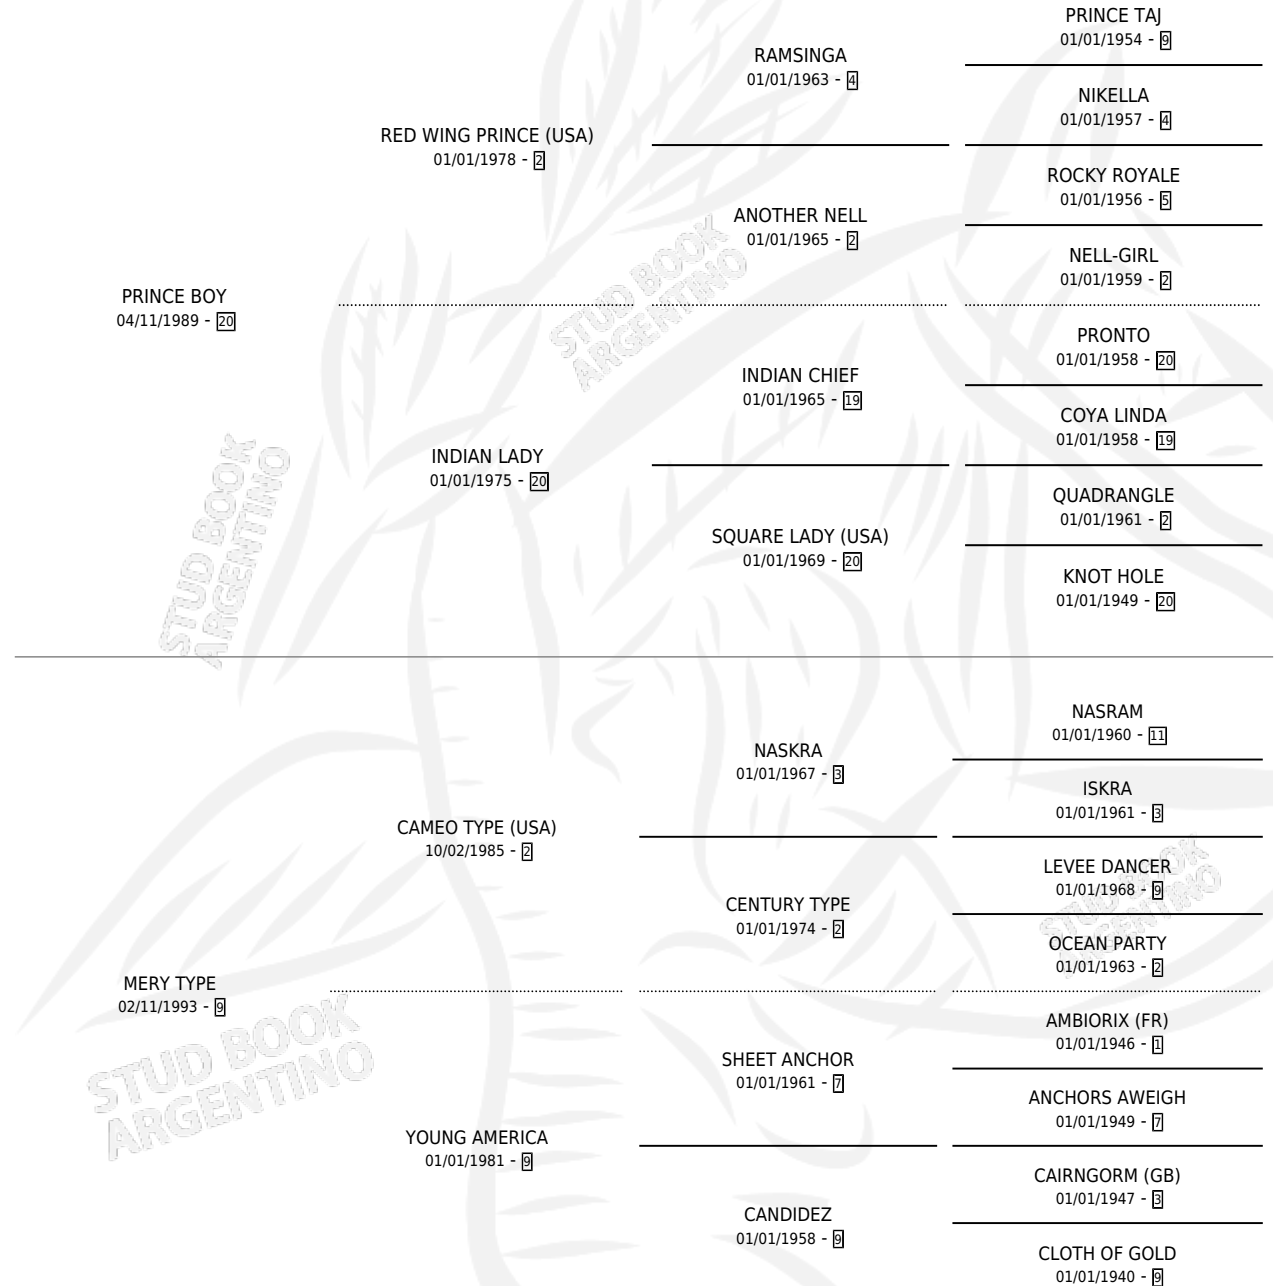 PRINCE BOY
04/11/1989 - 20
RED WING PRINCE (USA)
01/01/1978 - 2
RAMSINGA
01/01/1963 - 4
PRINCE TAJ
01/01/1954 - 9
NIKELLA
01/01/1957 - 4
ANOTHER NELL
01/01/1965 - 2
ROCKY ROYALE
01/01/1956 - 5
NELL-GIRL
01/01/1959 - 2
INDIAN LADY
01/01/1975 - 20
INDIAN CHIEF
01/01/1965 - 19
PRONTO
01/01/1958 - 20
COYA LINDA
01/01/1958 - 19
SQUARE LADY (USA)
01/01/1969 - 20
QUADRANGLE
01/01/1961 - 2
KNOT HOLE
01/01/1949 - 20
MERY TYPE
02/11/1993 - 9
CAMEO TYPE (USA)
10/02/1985 - 2
NASKRA
01/01/1967 - 3
NASRAM
01/01/1960 - 11
ISKRA
01/01/1961 - 3
CENTURY TYPE
01/01/1974 - 2
LEVEE DANCER
01/01/1968 - 9
OCEAN PARTY
01/01/1963 - 2
YOUNG AMERICA
01/01/1981 - 9
SHEET ANCHOR
01/01/1961 - 7
AMBIORIX (FR)
01/01/1946 - 1
ANCHORS AWEIGH
01/01/1949 - 7
CANDIDEZ
01/01/1958 - 9
CAIRNGORM (GB)
01/01/1947 - 3
CLOTH OF GOLD
01/01/1940 - 9
STUD BOOK
ARGENTINO
STUD BOOK
ARGENTINO
STUD BOOK
ARGENTINO
STUD BOOK
ARGENTINO